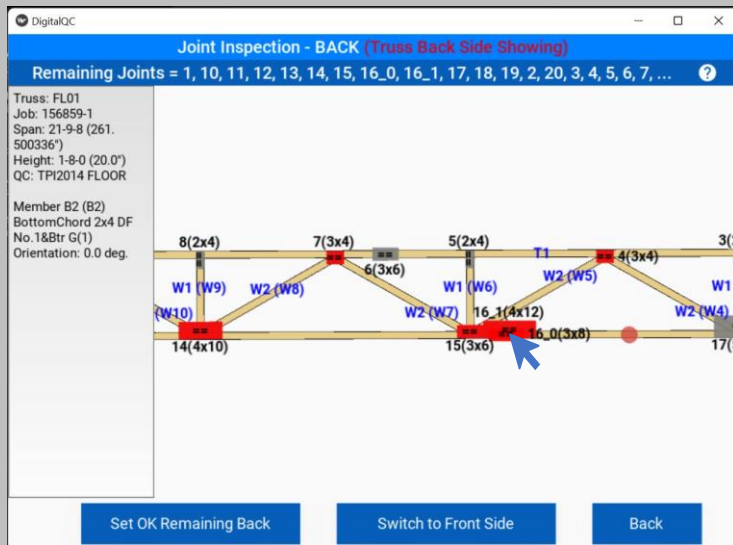 DigitalQC
Joint Inspection - BACK (Truss Back Side Showing)
Remaining Joints = 1, 10, 11, 12, 13, 14, 15, 16_0, 16_1, 17, 18, 19, 2, 20, 3, 4, 5, 6, 7, ...
?
Truss: FL01
Job: 156859-1
Span: 21-9-8 (261.
500336")
Height: 1-8-0 (20.0")
QC: TPI2014 FLOOR
Member B2 (B2)
BottomChord 2x4 DF
No.1&Btr G(1)
Orientation: 0.0 deg.
8(2x4)
7(3x4)
5(2x4)
3(2
T1
6(3x6)
4(3x4)
W1 (W9)
W2 (W8)
W1 (W6)
W2 (W5)
W1
(W10)
W2 (W7)
16_1(4x12)
W2 (W4)
14(4x10)
15(3x6)
16_0(3x8)
17(
Set OK Remaining Back
Switch to Front Side
Back